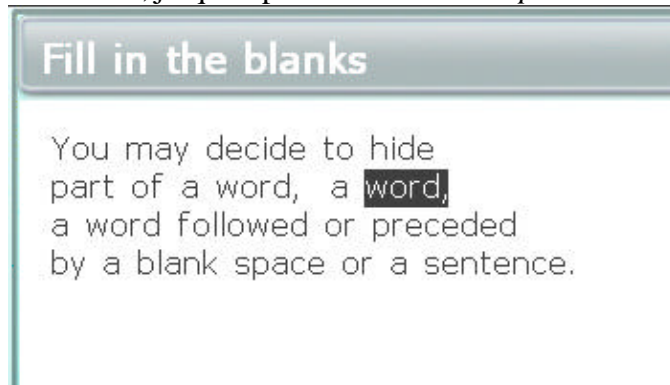 Fill in the blanks
You may decide to hide
part of a word, a word,
a word followed or preceded
by a blank space or a sentence.